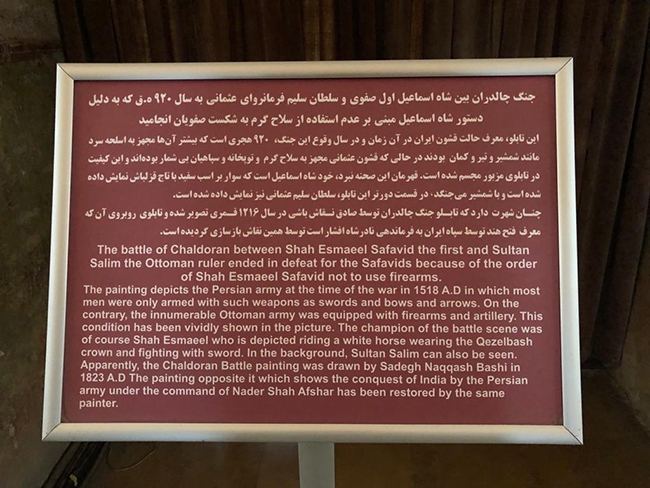 جنگ چالدران بین شاه اسماعیل اول صفوی و سلطان سلیم فرمانروای عثمانی به سال ۹۲۰ ه.ق که به دلیل
دستور شاه اسماعیل مبنی بر عدم استفاده از سلاح گرم به شکست صفویان انجامید
این تابلو، معرف حالت قشون ایران در آن زمان و در سال وقوع این جنگ، ۹۲۰ هجری است که بیشتر آن‌ها مجهز به اسلحه سرد
مانند شمشیر و تیر و کمان بودند در حالی که قشون عثمانی مجهز به سلاح گرم و توپخانه و سپاهیان بی شمار بوده‌اند و این کیفیت
در تابلوی مزبور مجسم شده است. قهرمان این صحنه نبرد، خود شاه اسماعیل است که سوار بر اسب سفید با تاج قزلباش نمایش داده
شده است و با شمشیر می‌جنگد. در قسمت دورتر این تابلو، سلطان سلیم عثمانی نیز نمایش داده شده است.
چنان شهرت دارد که تابلو جنگ چالدران توسط صادق نقاش باشی در سال ۱۲۱۶ قمری تصویر شده و تابلوی روبروی آن که
معرف فتح هند توسط سپاه ایران به فرماندهی نادرشاه افشار است توسط همین نقاش بازسازی گردیده است.
The battle of Chaldoran between Shah Esmaeel Safavid the first and Sultan
Salim the Ottoman ruler ended in defeat for the Safavids because of the order
of Shah Esmaeel Safavid not to use firearms.
The painting depicts the Persian army at the time of the war in 1518 A.D in which most
men were only armed with such weapons as swords and bows and arrows. On the
contrary, the innumerable Ottoman army was equipped with firearms and artillery. This
condition has been vividly shown in the picture. The champion of the battle scene was
of course Shah Esmaeel who is depicted riding a white horse wearing the Qezelbash
crown and fighting with sword. In the background, Sultan Salim can also be seen.
Apparently, the Chaldoran Battle painting was drawn by Sadegh Naqqash Bashi in
1823 A.D The painting opposite it which shows the conquest of India by the Persian
army under the command of Nader Shah Afshar has been restored by the same
painter.